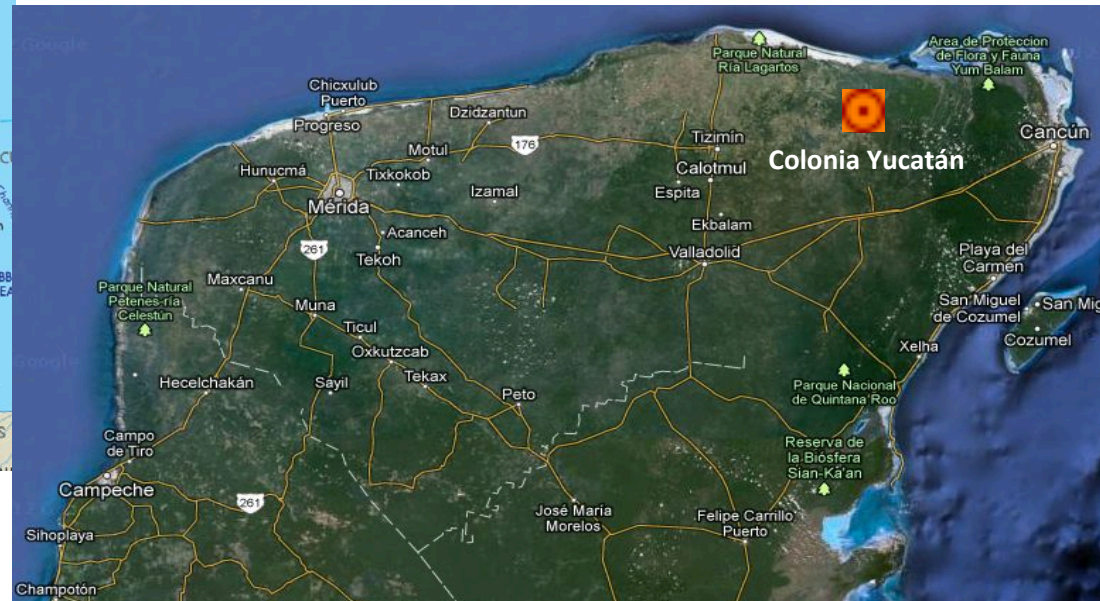 Google
Parque Natural
Ría Lagartos
Area de Proteccion
de Flora y Fauna
Yum Balam
Chicxulub
Puerto
Progreso
Dzidzantun
176
Tizimín
Cancún
Colonia Yucatán
Motul
Calotmul
Hunucmá
Tixkokob
Izamal
Espita
Mérida
Acanceh
Ekbalam
261
Tekoh
Valladolid
Playa del
Carmen
Maxcanu
Parque Natural
Petenes-ría
Celestún
Muna
San Miguel
de Cozumel
San Mig
Ticul
Cozumel
Oxkutzcab
Xelha
Hecelchakán
Sayil
Tekax
Peto
Parque Nacional
de Quintana Roo
Campo
de Tiro
Reserva de
la Biósfera
Sian-Ka'an
Campeche
261
José María
Morelos
Felipe Carrillo
Puerto
Sihoplaya
Champotón